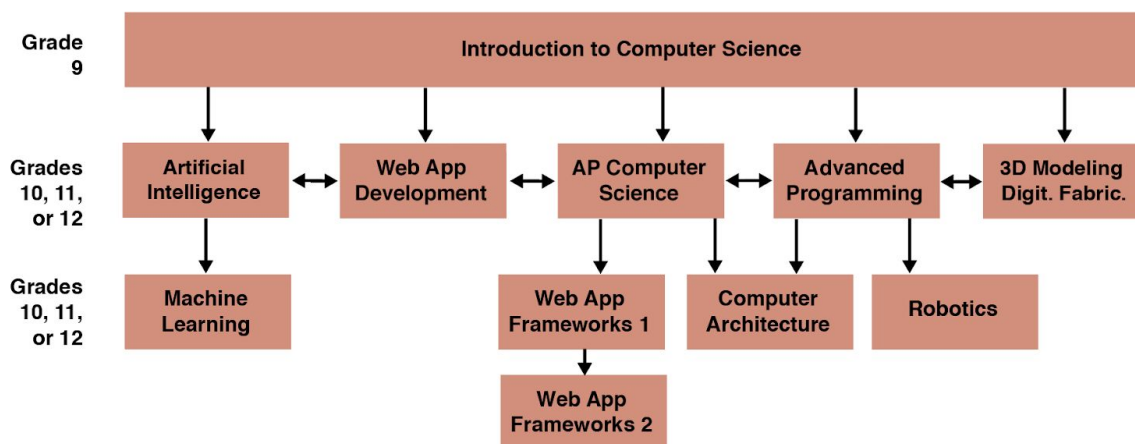 Grade
9
Introduction to Computer Science
Grades
10, 11,
or 12
Artificial
Intelligence
Web App
Development
AP Computer
Science
Advanced
Programming
3D Modeling
Digit. Fabric.
Grades
10, 11,
or 12
Machine
Learning
Web App
Frameworks 1
Computer
Architecture
Robotics
Web App
Frameworks 2